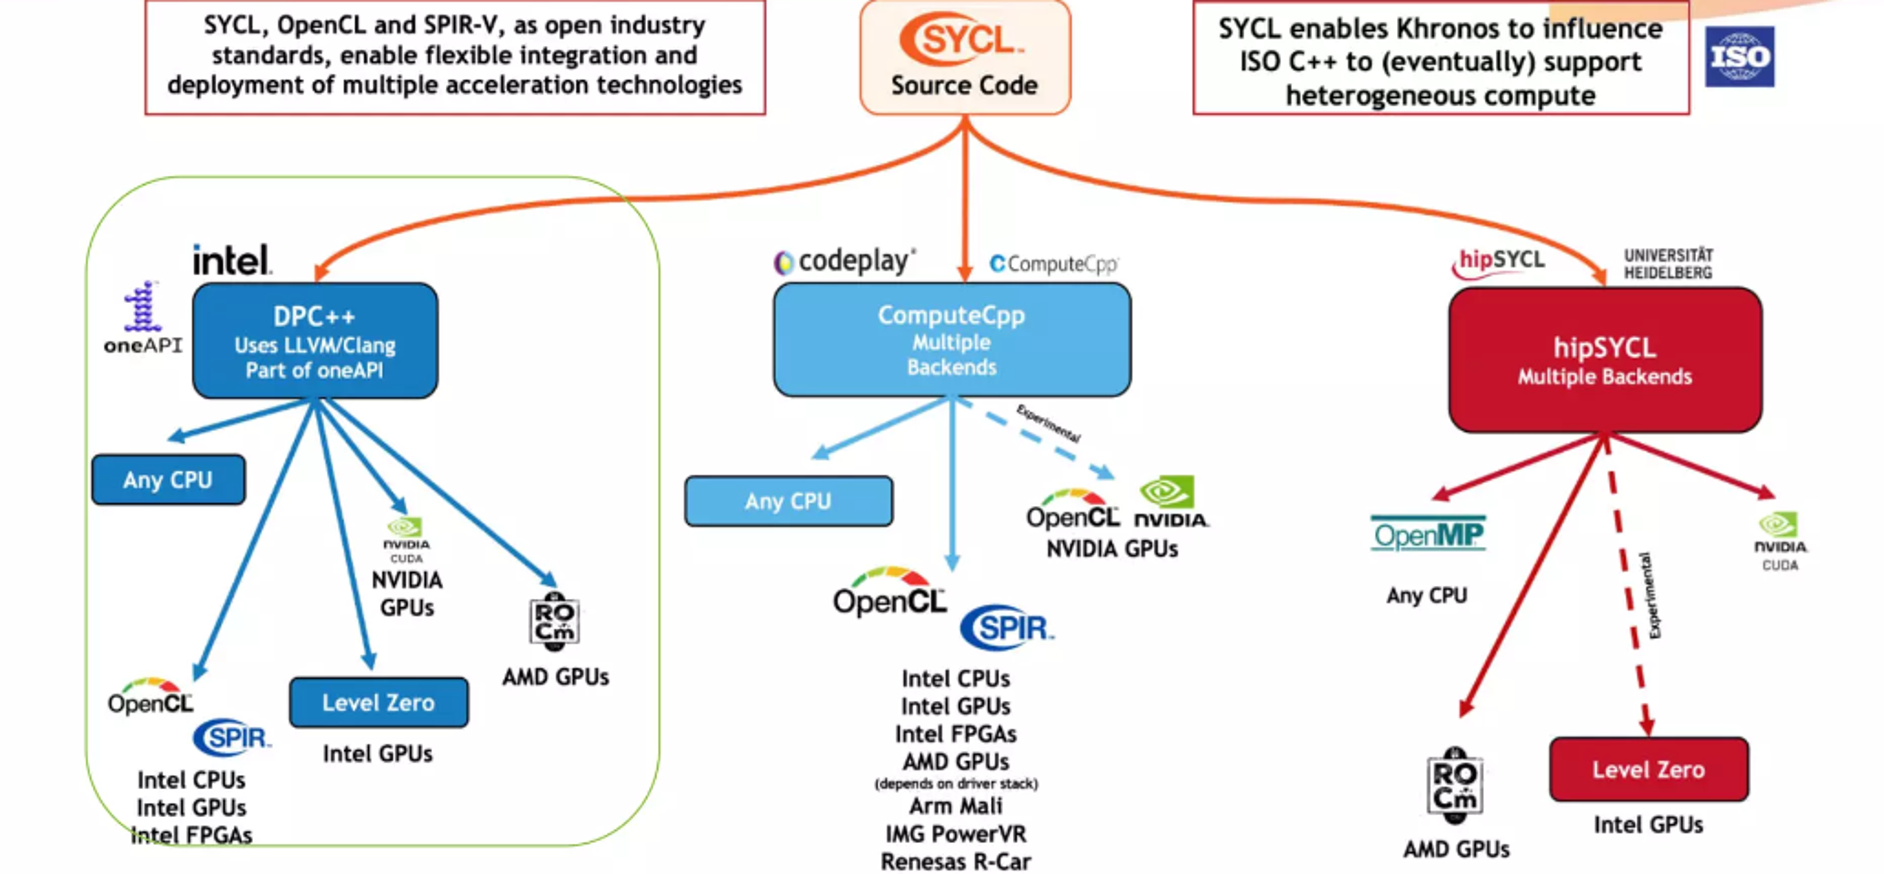 SYCL, OpenCL and SPIR-V, as open industry
standards, enable flexible integration and
deployment of multiple acceleration technologies
SYCL™
Source Code
SYCL enables Khronos to influence
ISO C++ to (eventually) support
heterogeneous compute
ISO
intel.
oneAPI
DPC++
Uses LLVM/Clang
Part of oneAPI
Any CPU
NVIDIA
CUDA
NVIDIA
GPUs
ROCm
AMD GPUs
OpenCL
SPIR™
Intel CPUs
Intel GPUs
Intel FPGAs
Level Zero
Intel GPUs
codeplay®
ComputeCpp
ComputeCpp
Multiple
Backends
Experimental
Any CPU
OpenCL
NVIDIA.
NVIDIA GPUs
OpenCL
SPIR™
Intel CPUs
Intel GPUs
Intel FPGAs
AMD GPUs
(depends on driver stack)
Arm Mali
IMG PowerVR
Renesas R-Car
hipSYCL
UNIVERSITÄT
HEIDELBERG
hipSYCL
Multiple Backends
OpenMP
Any CPU
Experimental
NVIDIA
CUDA
ROCm
AMD GPUs
Level Zero
Intel GPUs